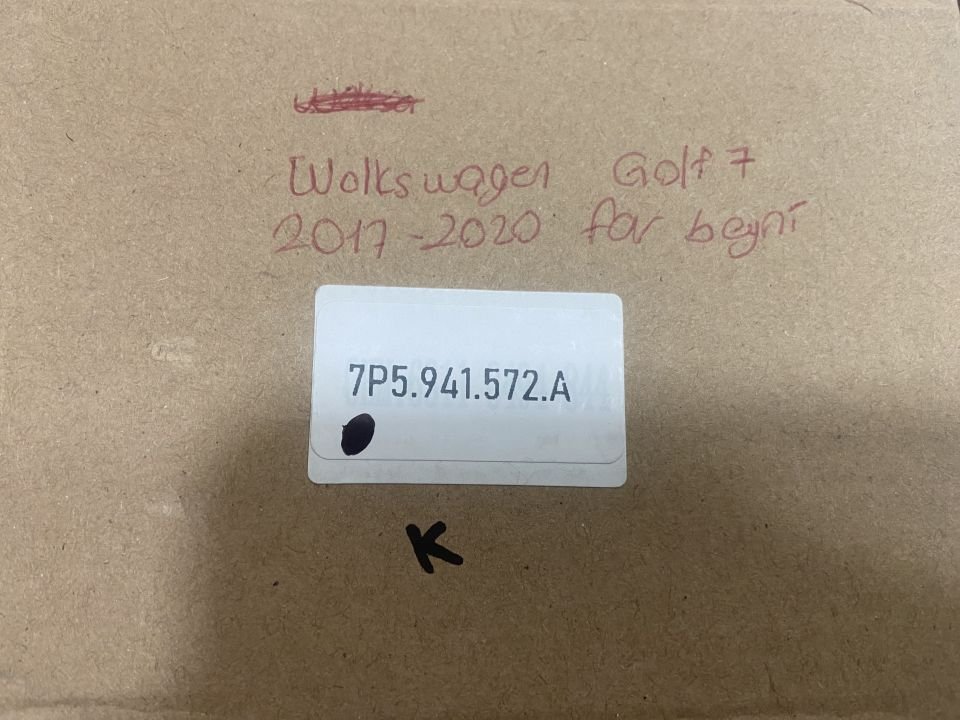 Wolkswagen Golf 7
2017-2020 far beyni
7P5.941.572.A
K